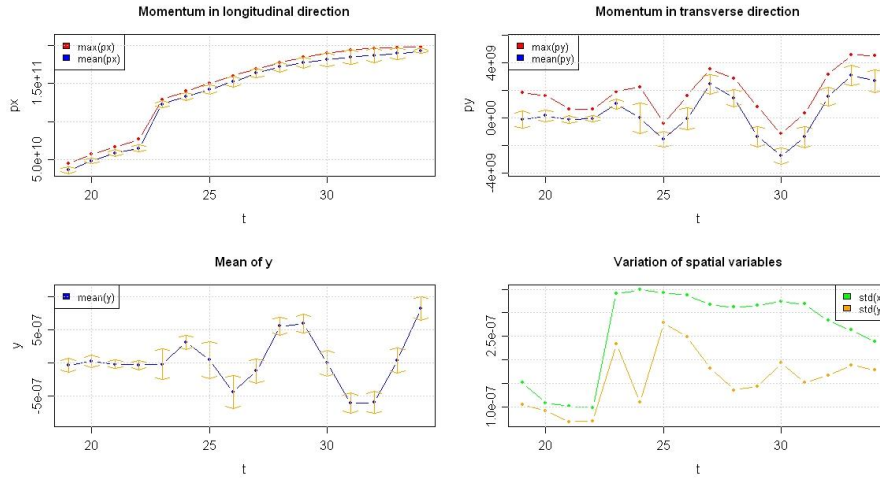 Momentum in longitudinal direction
max(px)
mean(px)
px
5.0e+10
1.5e+11
20
25
30
t
Momentum in transverse direction
max(py)
mean(py)
py
-4e+09
0e+00
4e+09
20
25
30
t
Mean of y
mean(y)
y
-5e-07
5e-07
20
25
30
t
Variation of spatial variables
std(x
std(y
1.0e-07
2.5e-07
20
25
30
t